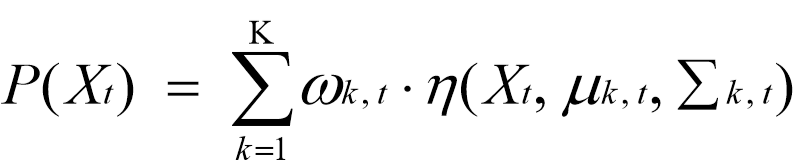 P(Xt) = K∑k=1 ωk,t · η(Xt, μk,t, ∑k,t)